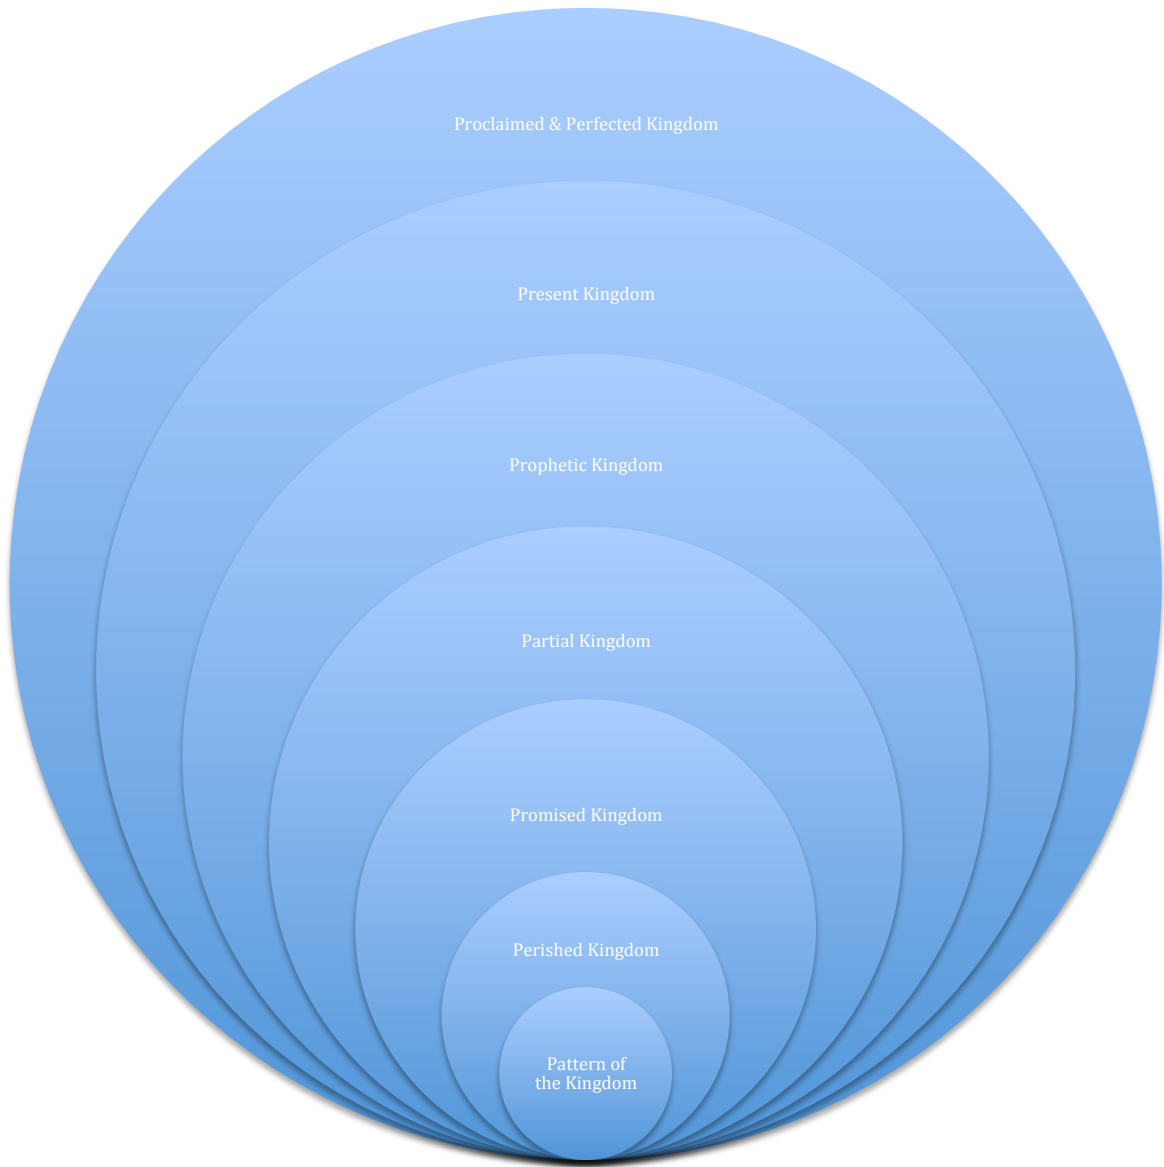 Proclaimed & Perfected Kingdom
Present Kingdom
Prophetic Kingdom
Partial Kingdom
Promised Kingdom
Perished Kingdom
Pattern of
the Kingdom